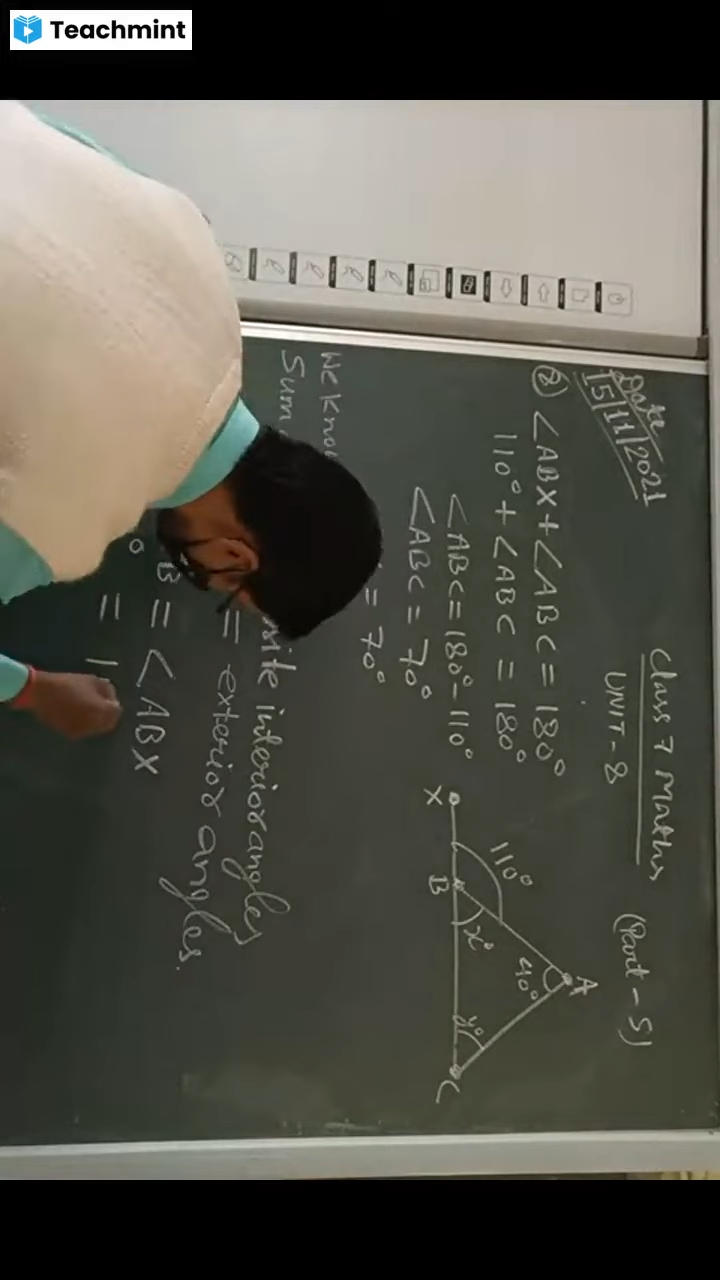 Teachmint
Date
15/11/2021
Class 7 Maths (Part-5)
UNIT-8
② ∠ABX+∠ABC=180°
110°+∠ABC = 180°
∠ABC=180°-110°
∠ABC=70°
= 70°
We know
Sum
interior angles
= exterior angles.
B = ∠ABX
° =
A
40°
110°
X B x° y° C